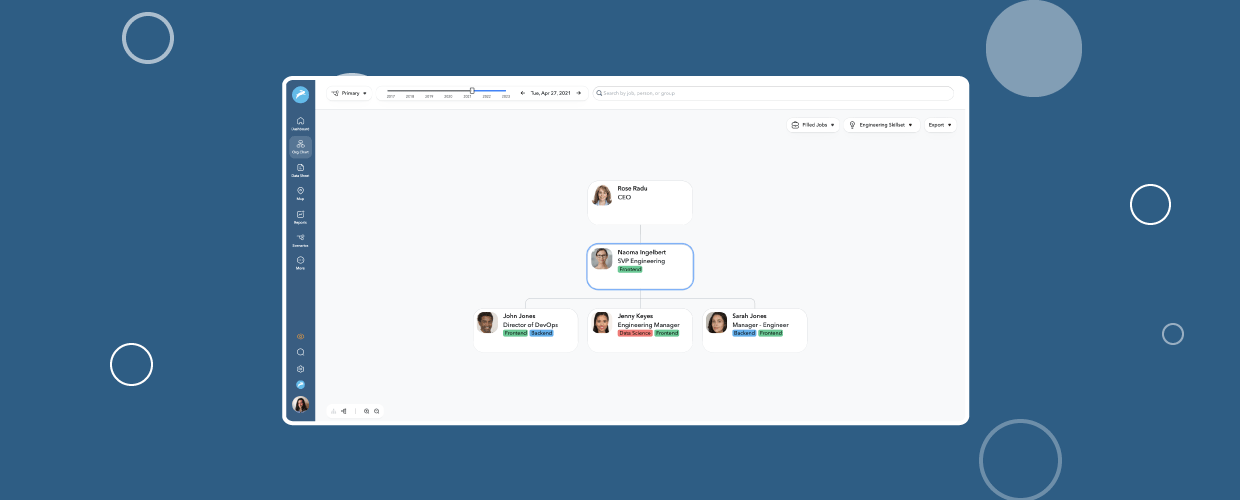 Primary
2017 2018 2019 2020 2021 2022 2023
Tue, Apr 27, 2021
Search by job, person, or group
Filled Jobs
Engineering Skillset
Export
Dashboard
Org Chart
Data Sheet
Map
Reports
Scenarios
More
Rose Radu
CEO
Naoma Ingelbert
SVP Engineering
Frontend
John Jones
Director of DevOps
Frontend Backend
Jenny Keyes
Engineering Manager
Data Science Frontend
Sarah Jones
Manager - Engineer
Backend Frontend